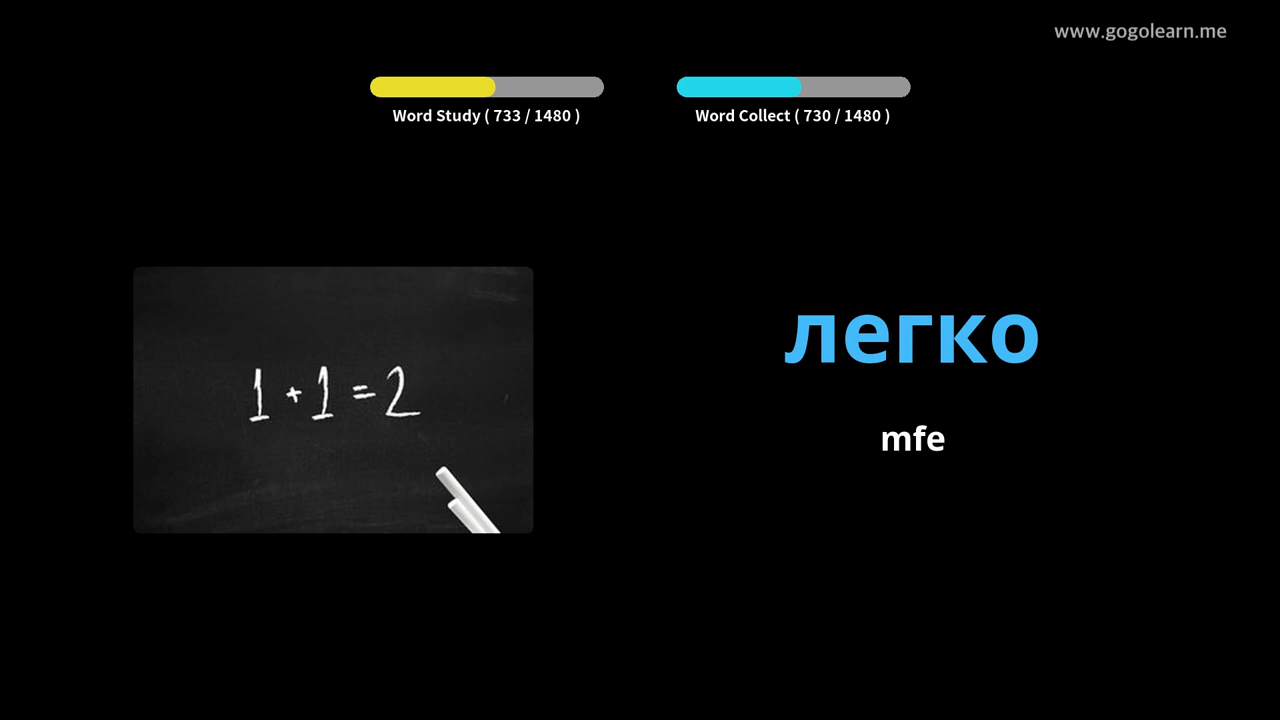 www.gogolearn.me
Word Study ( 733 / 1480 )
Word Collect ( 730 / 1480 )
1 + 1 = 2
легко
mfe